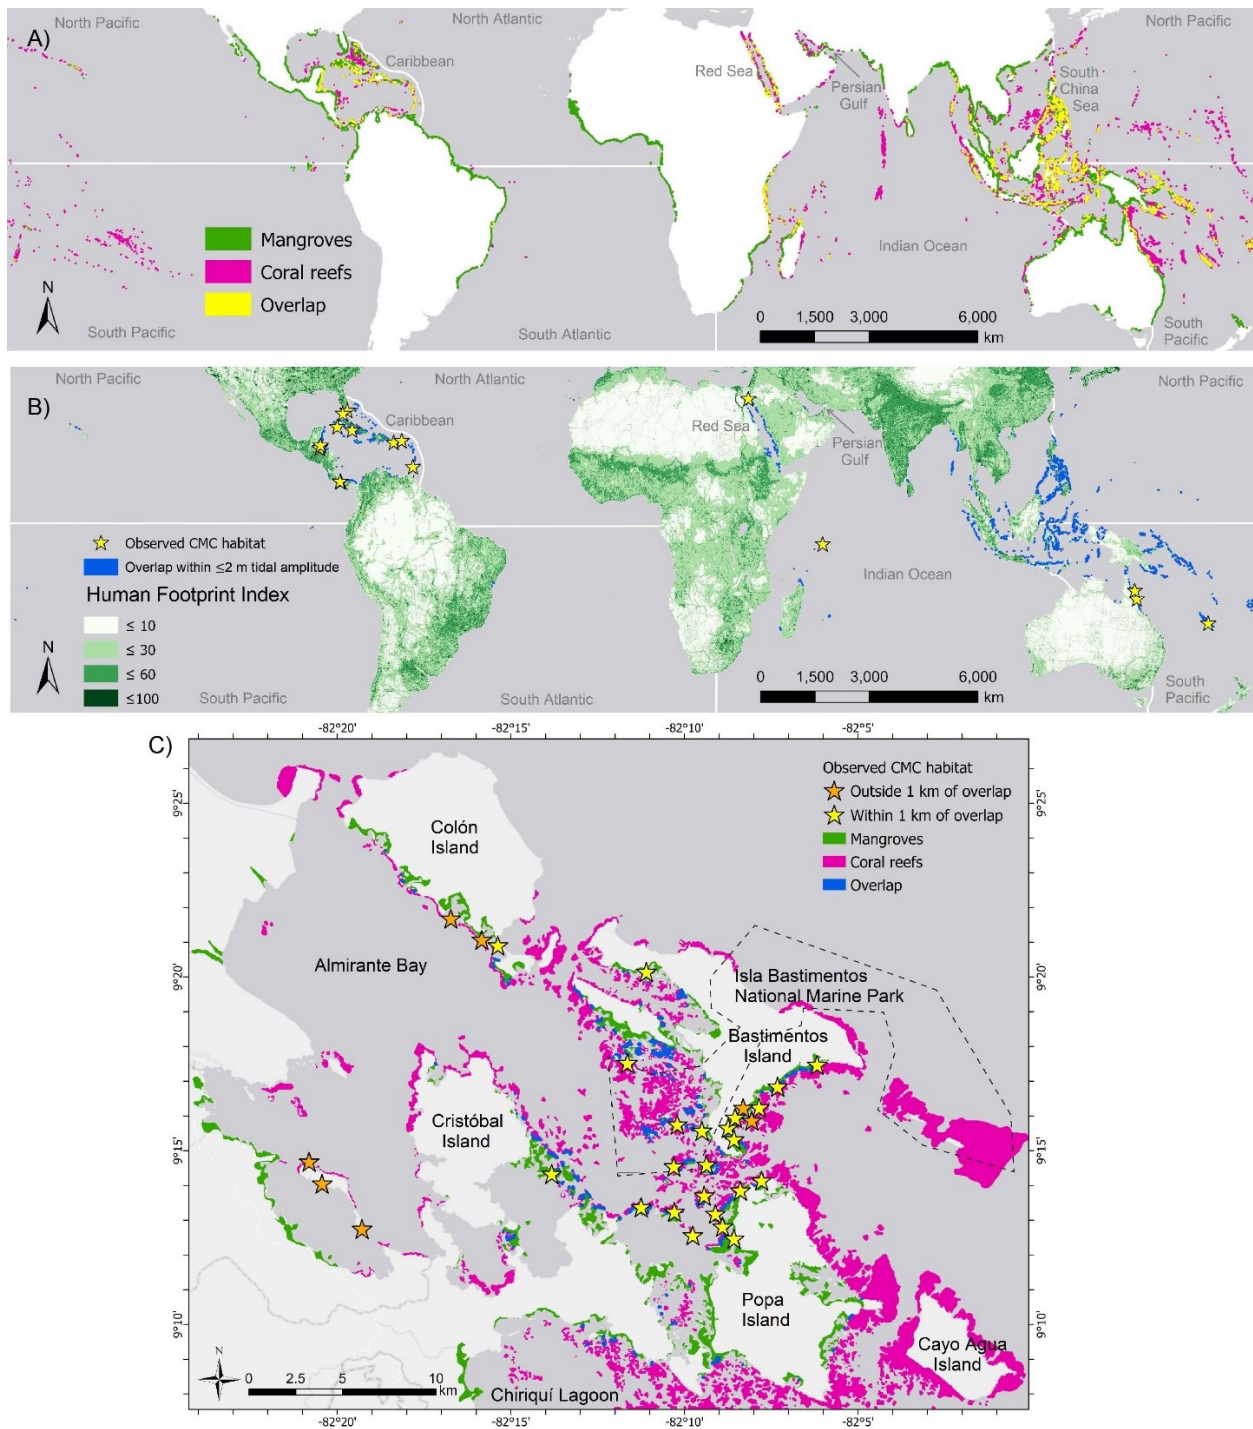 A)
North Pacific
North Atlantic
North Pacific
Caribbean
Red Sea
Persian
Gulf
South
China
Sea
Mangroves
Coral reefs
Overlap
Indian Ocean
N
South Pacific
South Atlantic
0 1,500 3,000 6,000
km
South
Pacific
B)
North Pacific
North Atlantic
North Pacific
Caribbean
Red Sea
Persian
Gulf
Observed CMC habitat
Overlap within ≤2 m tidal amplitude
Human Footprint Index
≤ 10
≤ 30
≤ 60
≤100
Indian Ocean
N
South Pacific
South Atlantic
0 1,500 3,000 6,000
km
South
Pacific
C)
-82°20' -82°15' -82°10' -82°5'
Observed CMC habitat
Outside 1 km of overlap
Within 1 km of overlap
Mangroves
Coral reefs
Overlap
9°25' 9°25'
Colón
Island
Almirante Bay
9°20' 9°20'
Isla Bastimentos
National Marine Park
Bastimentos
Island
Cristóbal
Island
9°15' 9°15'
Popa
Island
9°10' 9°10'
Cayo Agua
Island
N
0 2.5 5 10
km
Chiriquí Lagoon
-82°20' -82°15' -82°10' -82°5'